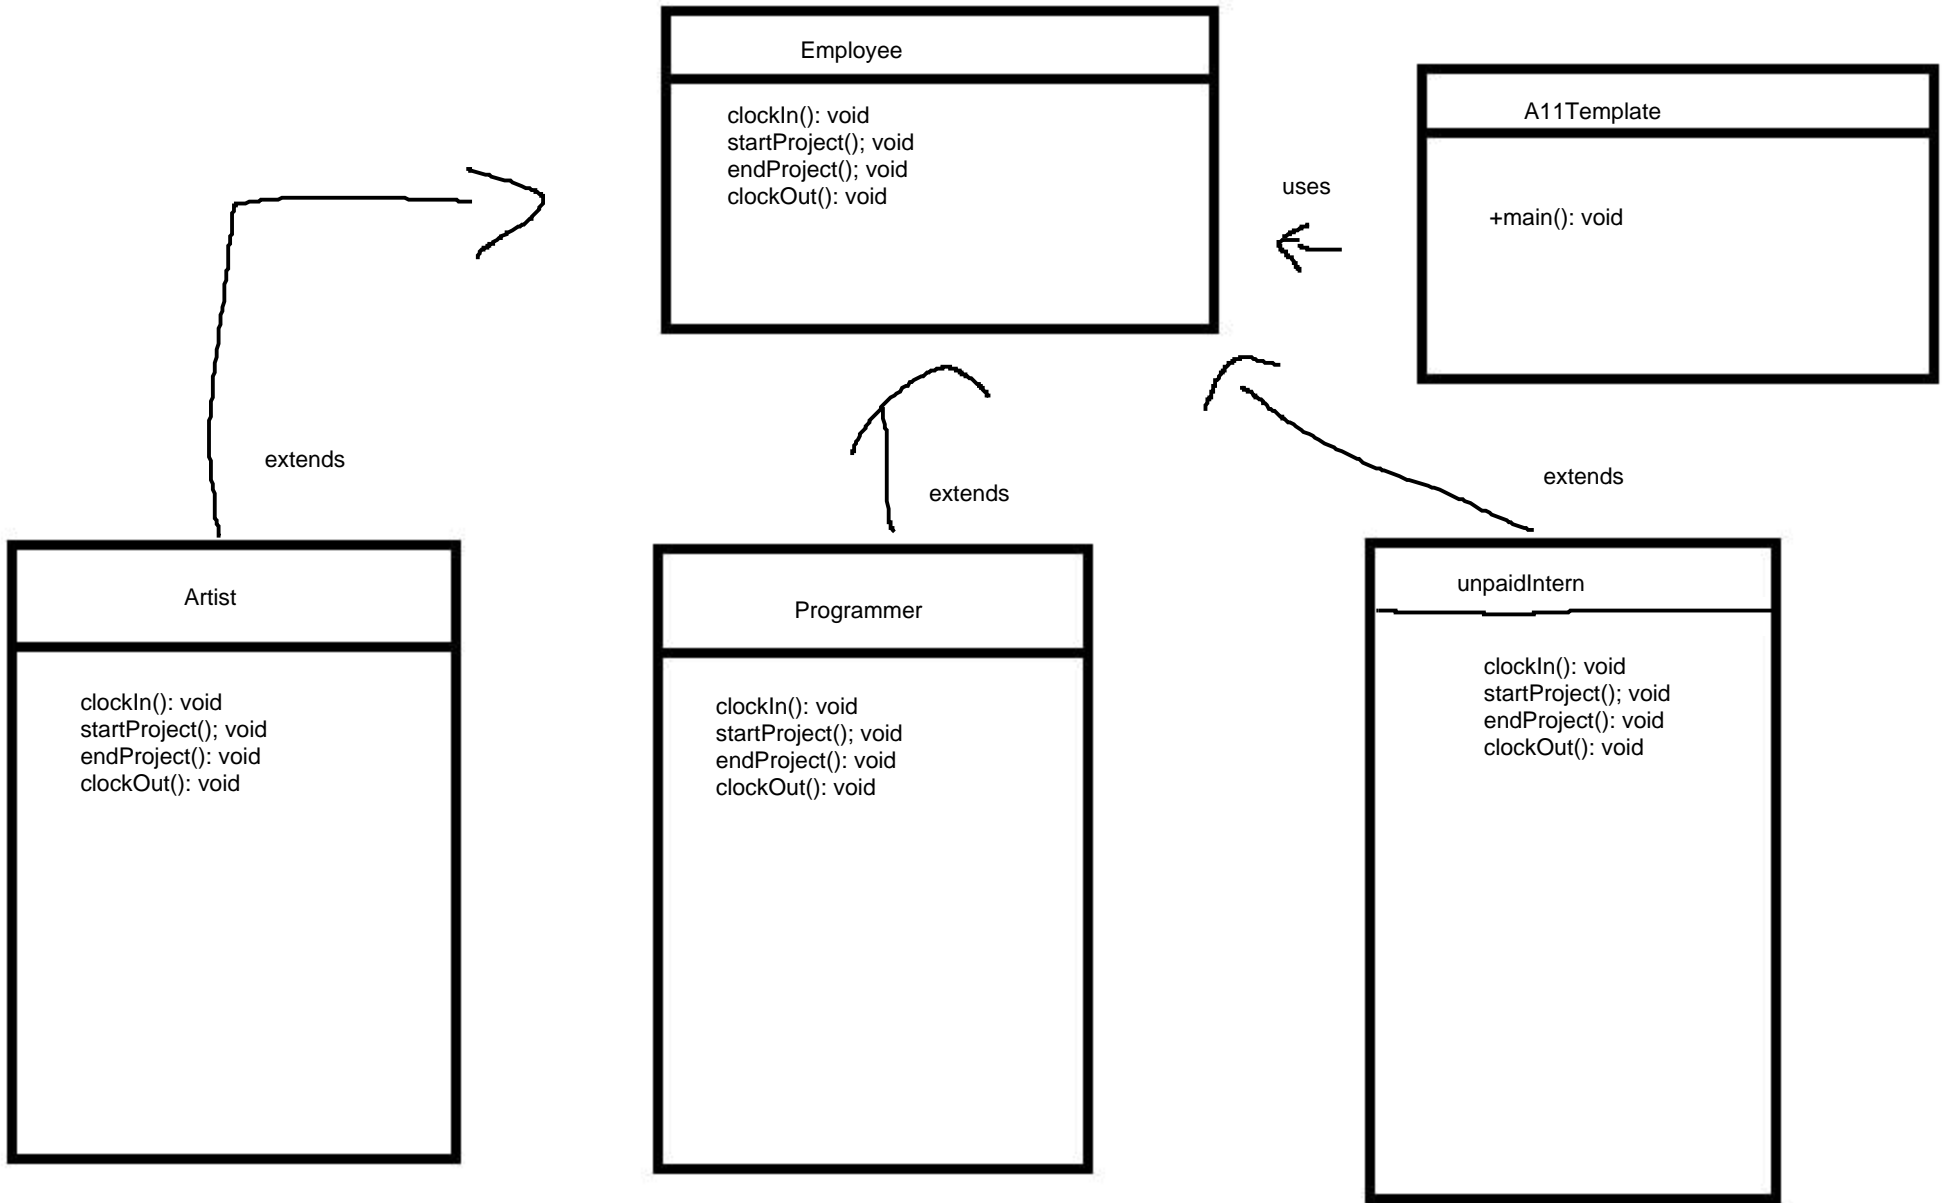 Employee
clockIn(): void
startProject(); void
endProject(); void
clockOut(): void
A11Template
+main(): void
uses
extends
extends
extends
Artist
clockIn(): void
startProject(); void
endProject(): void
clockOut(): void
Programmer
clockIn(): void
startProject(); void
endProject(): void
clockOut(): void
unpaidIntern
clockIn(): void
startProject(); void
endProject(): void
clockOut(): void